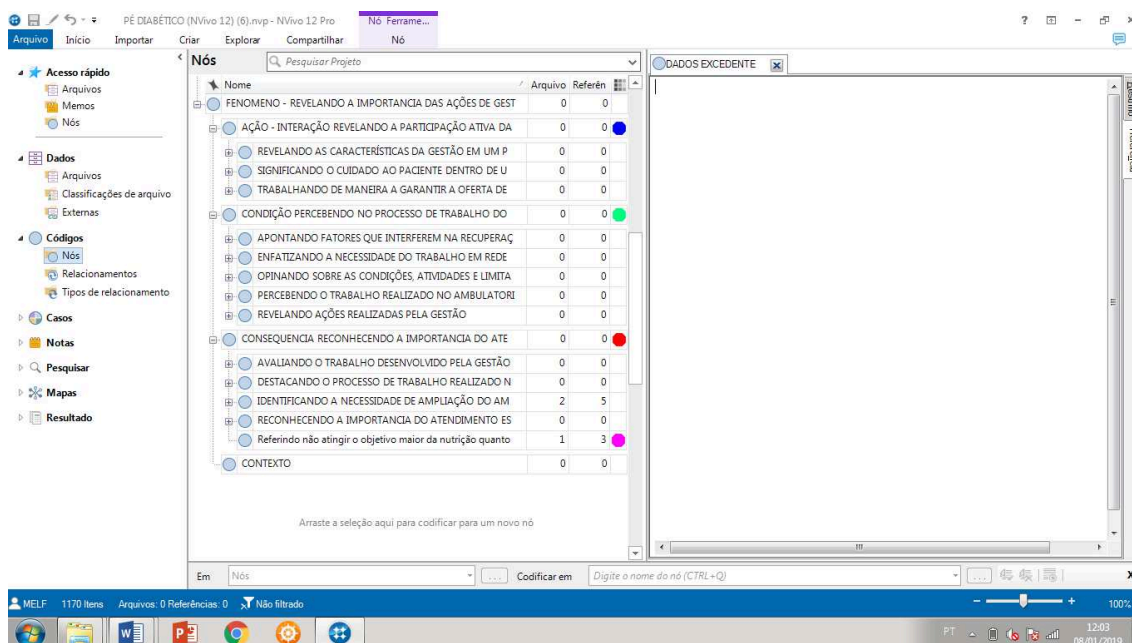 PÉ DIABÉTICO (NVivo 12) (6).nvp - NVivo 12 Pro
Nó Ferrame...
Arquivo Início Importar Criar Explorar Compartilhar Nó
Acesso rápido
Arquivos
Memos
Nós
Dados
Arquivos
Classificações de arquivo
Externas
Códigos
Nós
Relacionamentos
Tipos de relacionamento
Casos
Notas
Pesquisar
Mapas
Resultado
Nós
Pesquisar Projeto
Nome Arquivo Referên
FENOMENO - REVELANDO A IMPORTANCIA DAS AÇÕES DE GEST 0 0
AÇÃO - INTERAÇÃO REVELANDO A PARTICIPAÇÃO ATIVA DA 0 0
REVELANDO AS CARACTERÍSTICAS DA GESTÃO EM UM P 0 0
SIGNIFICANDO O CUIDADO AO PACIENTE DENTRO DE U 0 0
TRABALHANDO DE MANEIRA A GARANTIR A OFERTA DE 0 0
CONDIÇÃO PERCEBENDO NO PROCESSO DE TRABALHO DO 0 0
APONTANDO FATORES QUE INTERFEREM NA RECUPERAÇ 0 0
ENFATIZANDO A NECESSIDADE DO TRABALHO EM REDE 0 0
OPINANDO SOBRE AS CONDIÇÕES, ATIVIDADES E LIMITA 0 0
PERCEBENDO O TRABALHO REALIZADO NO AMBULATORI 0 0
REVELANDO AÇÕES REALIZADAS PELA GESTÃO 0 0
CONSEQUENCIA RECONHECENDO A IMPORTANCIA DO ATE 0 0
AVALIANDO O TRABALHO DESENVOLVIDO PELA GESTÃO 0 0
DESTACANDO O PROCESSO DE TRABALHO REALIZADO N 0 0
IDENTIFICANDO A NECESSIDADE DE AMPLIAÇÃO DO AM 2 5
RECONHECENDO A IMPORTANCIA DO ATENDIMENTO ES 0 0
Referindo não atingir o objetivo maior da nutrição quanto 1 3
CONTEXTO 0 0
Arraste a seleção aqui para codificar para um novo nó
DADOS EXCEDENTE
Em Nós ... Codificar em Digite o nome do nó (CTRL+Q) ...
MELF 1170 Itens Arquivos: 0 Referências: 0 Não filtrado 100%
PT 12:03
08/01/2019